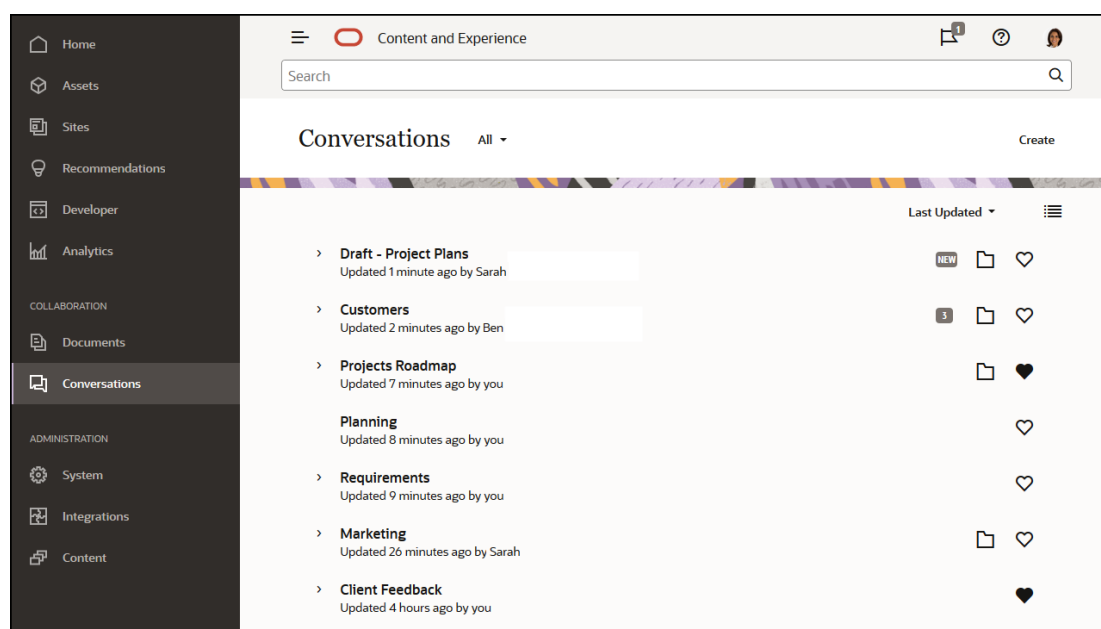 Home
Assets
Sites
Recommendations
Developer
Analytics
COLLABORATION
Documents
Conversations
ADMINISTRATION
System
Integrations
Content
Content and Experience
1
Search
Conversations All
Create
Last Updated
Draft - Project Plans
NEW
Updated 1 minute ago by Sarah
Customers
3
Updated 2 minutes ago by Ben
Projects Roadmap
Updated 7 minutes ago by you
Planning
Updated 8 minutes ago by you
Requirements
Updated 9 minutes ago by you
Marketing
Updated 26 minutes ago by Sarah
Client Feedback
Updated 4 hours ago by you